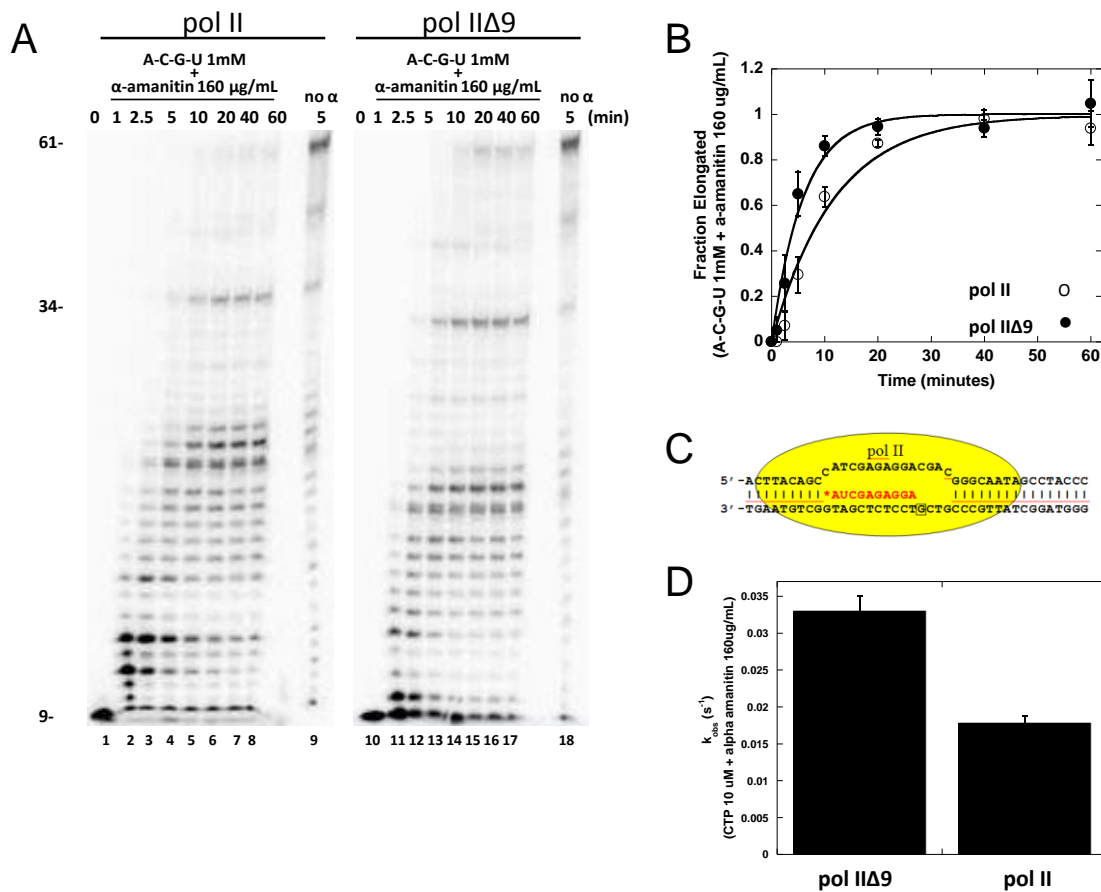 A
pol II
pol IIΔ9
A-C-G-U 1mM
+
α-amanitin 160 µg/mL
no α
A-C-G-U 1mM
+
α-amanitin 160 µg/mL
no α
0 1 2.5 5 10 20 40 60 5
0 1 2.5 5 10 20 40 60 5 (min)
61-
34-
9-
1 2 3 4 5 6 7 8 9
10 11 12 13 14 15 16 17 18
B
Fraction Elongated
(A-C-G-U 1mM + a-amanitin 160 ug/mL)
1.2
1
0.8
0.6
0.4
0.2
0
pol II
pol IIΔ9
0 10 20 30 40 50 60
Time (minutes)
C
pol II
CATCGAGAGGACGAC
5'-ACTTACAGC GGGCAATAGCCTACCC
*AUCGAGAGGA
3'-TGAATGTCGGTAGCTCTCCTGCTGCCCGTTATCGGATGGG
D
kobs (s-1)
(CTP 10 uM + alpha amanitin 160ug/mL)
0.035
0.03
0.025
0.02
0.015
0.01
0.005
0
pol IIΔ9
pol II